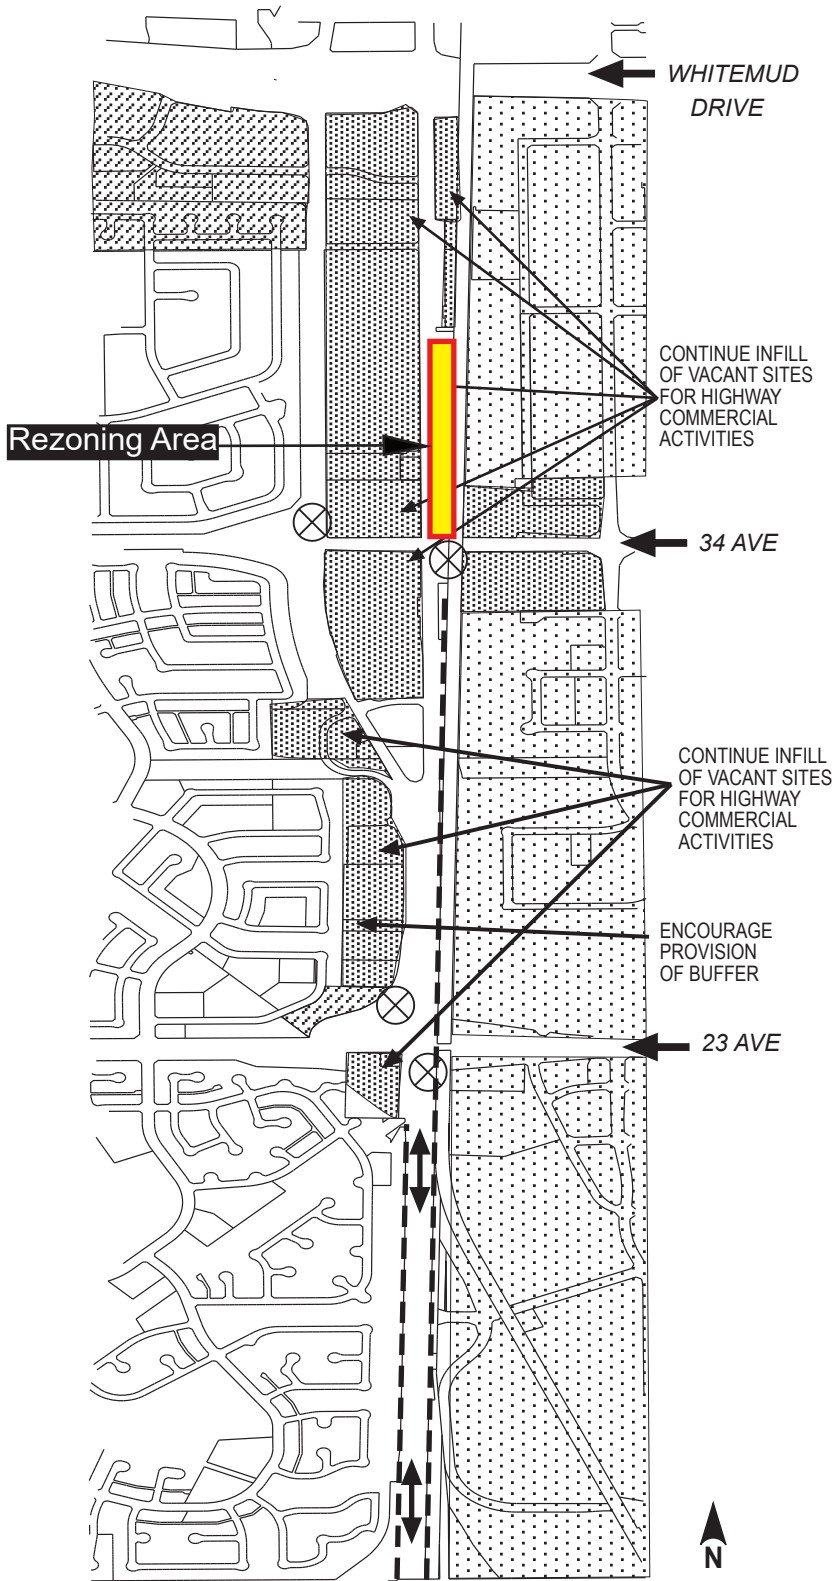 WHITEMUD
DRIVE
CONTINUE INFILL
OF VACANT SITES
FOR HIGHWAY
COMMERCIAL
ACTIVITIES
Rezoning Area
34 AVE
CONTINUE INFILL
OF VACANT SITES
FOR HIGHWAY
COMMERCIAL
ACTIVITIES
ENCOURAGE
PROVISION
OF BUFFER
23 AVE
N